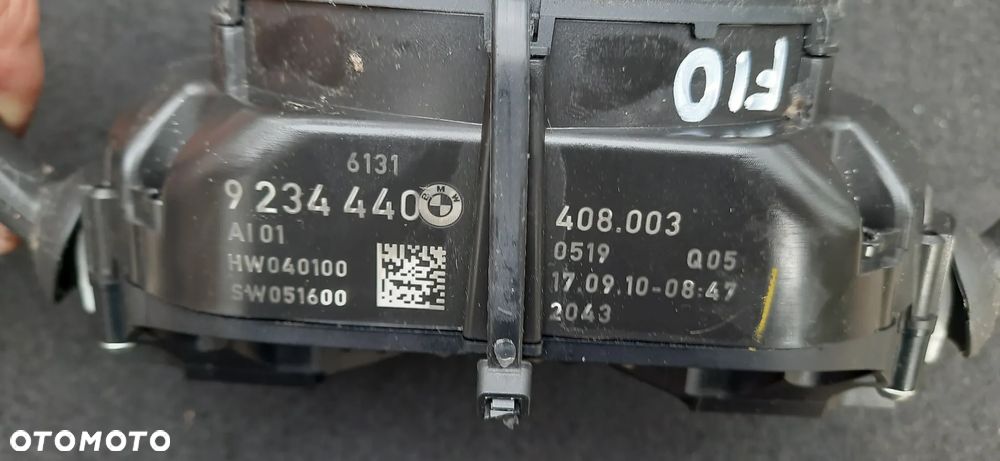 F10
6131
9 234 440
BMW
AI 01
HW040100
SW051600
408.003
0519 Q05
17.09.10-08:47
2043
OTOMOTO